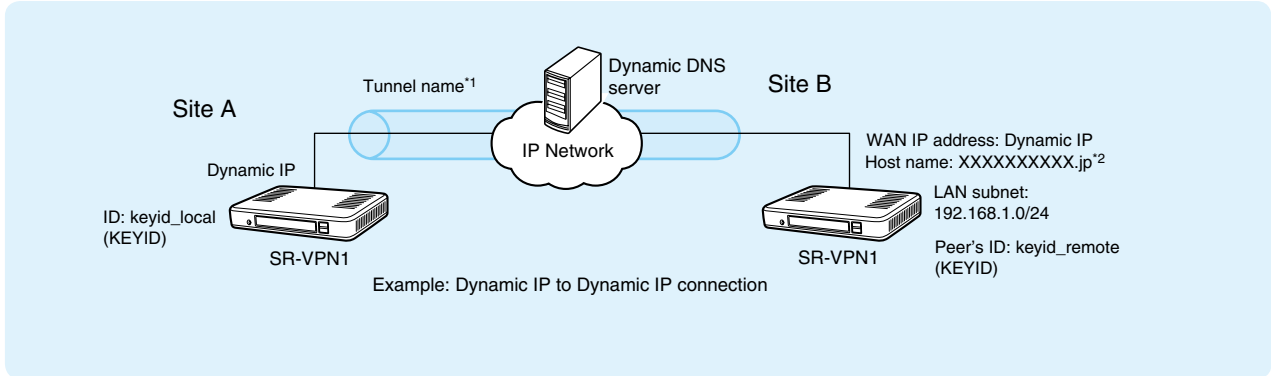 Site A
Tunnel name*1
Dynamic DNS
server
Site B
IP Network
Dynamic IP
WAN IP address: Dynamic IP
Host name: XXXXXXXXXX.jp*2
ID: keyid_local
(KEYID)
SR-VPN1
LAN subnet:
192.168.1.0/24
SR-VPN1
Peer's ID: keyid_remote
(KEYID)
Example: Dynamic IP to Dynamic IP connection